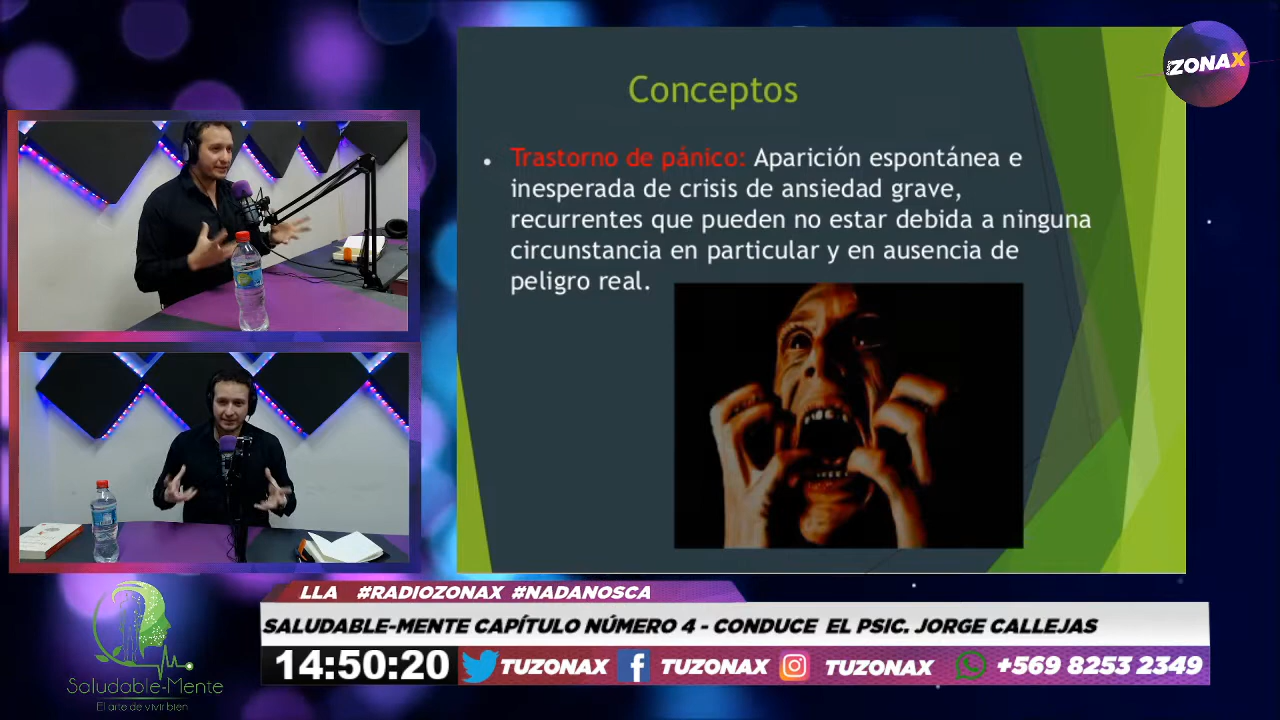 ZONAX
Conceptos
• Trastorno de pánico: Aparición espontánea e
inesperada de crisis de ansiedad grave,
recurrentes que pueden no estar debida a ninguna
circunstancia en particular y en ausencia de
peligro real.
LLA #RADIOZONAX #NADANOSCA
SALUDABLE-MENTE CAPÍTULO NÚMERO 4 - CONDUCE EL PSIC. JORGE CALLEJAS
14:50:20 TUZONAX TUZONAX TUZONAX +569 8253 2349
Saludable-Mente
El arte de vivir bien